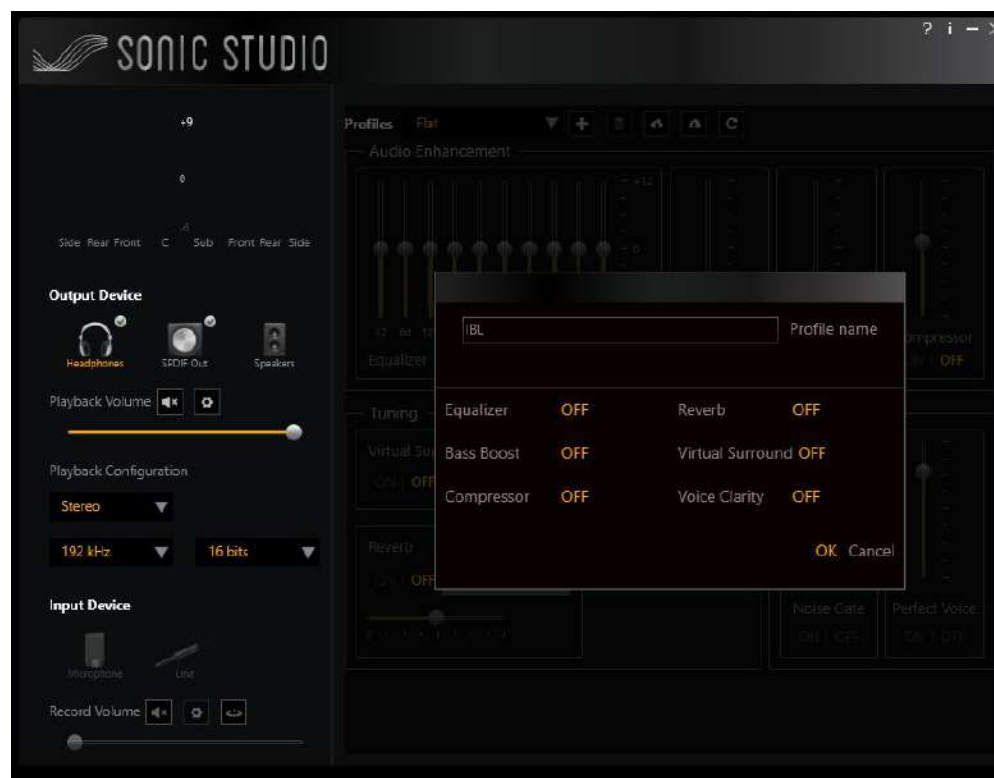 SONIC STUDIO
? i
+9
0
-6
Side Rear Front C Sub Front Rear Side
Output Device
Headphones SPDIF Out Speakers
Playback Volume
Playback Configuration
Stereo
192 kHz 16 bits
Input Device
Microphone Line
Record Volume
Profiles Flat
Audio Enhancement
+12
0
Equalizer
OFF
Tuning
OFF
Reverb
OFF
Noise Gate Perfect Voice
ON | OFF ON | OFF
Profile name
Equalizer OFF Reverb OFF
Bass Boost OFF Virtual Surround OFF
Compressor OFF Voice Clarity OFF
OK Cancel